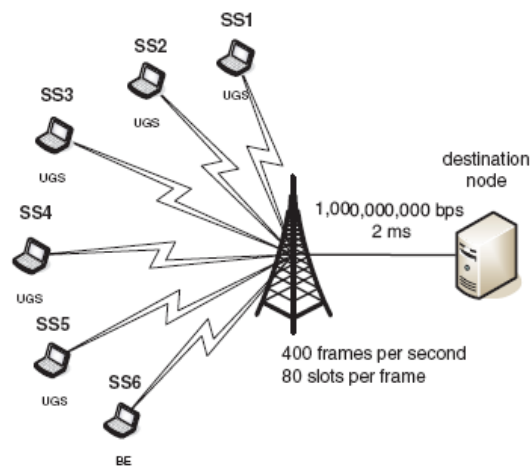 SS1
UGS
SS2
UGS
SS3
UGS
SS4
UGS
SS5
UGS
SS6
BE
destination
node
1,000,000,000 bps
2 ms
400 frames per second
80 slots per frame